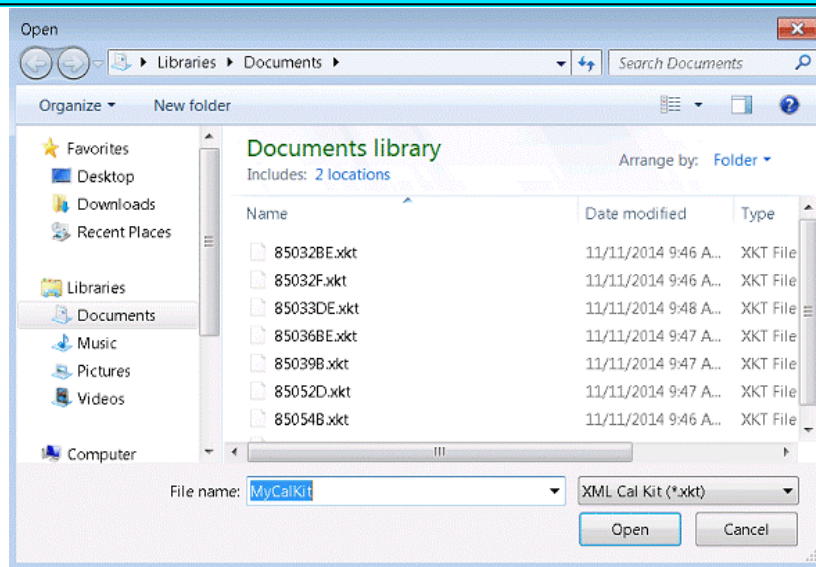 Open
Libraries Documents Search Documents
Organize New folder
Favorites
Desktop
Downloads
Recent Places
Libraries
Documents
Music
Pictures
Videos
Computer
Documents library
Includes: 2 locations
Arrange by: Folder
Name Date modified Type
85032BE.xkt 11/11/2014 9:46 A... XKT File
85032F.xkt 11/11/2014 9:46 A... XKT File
85033DE.xkt 11/11/2014 9:48 A... XKT File
85036BE.xkt 11/11/2014 9:47 A... XKT File
85039B.xkt 11/11/2014 9:47 A... XKT File
85052D.xkt 11/11/2014 9:47 A... XKT File
85054B.xkt 11/11/2014 9:46 A... XKT File
File name: MyCalKit XML Cal Kit (*.xkt)
Open Cancel